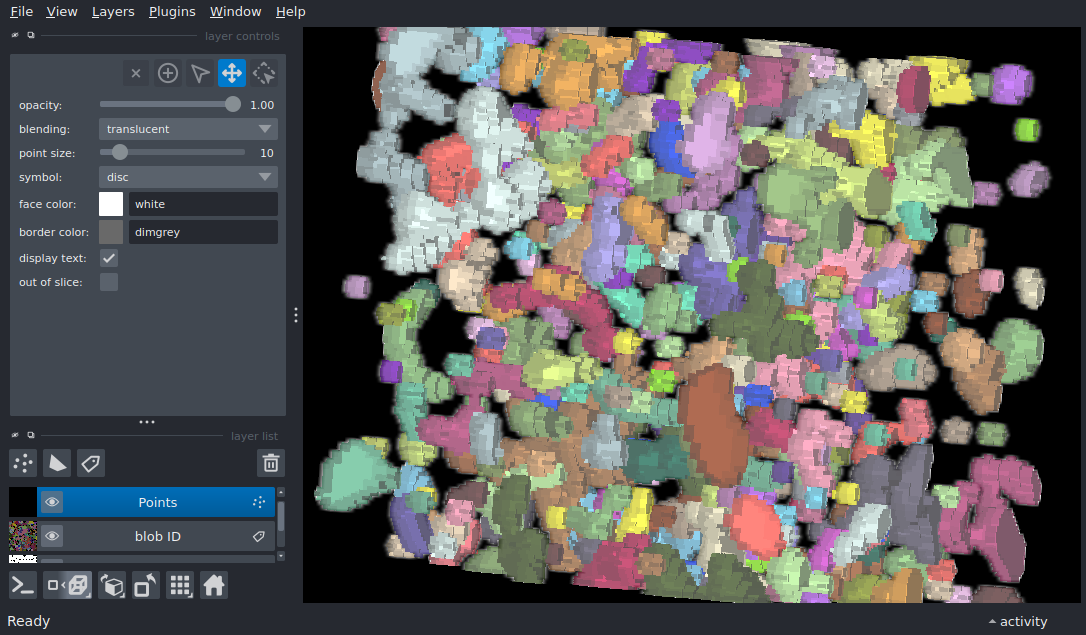 File View Layers Plugins Window Help
layer controls
opacity: 1.00
blending: translucent
point size: 10
symbol: disc
face color: white
border color: dimgrey
display text:
out of slice:
layer list
Points
blob ID
Ready
activity